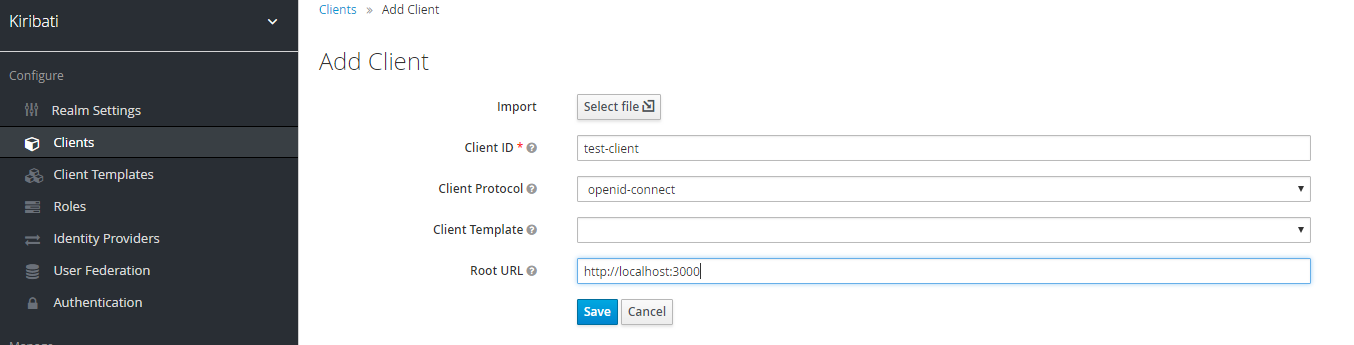 Kiribati
Clients » Add Client
Add Client
Configure
Realm Settings
Clients
Client Templates
Roles
Identity Providers
User Federation
Authentication
Manage
Import Select file
Client ID * test-client
Client Protocol openid-connect
Client Template
Root URL http://localhost:3000
Save Cancel